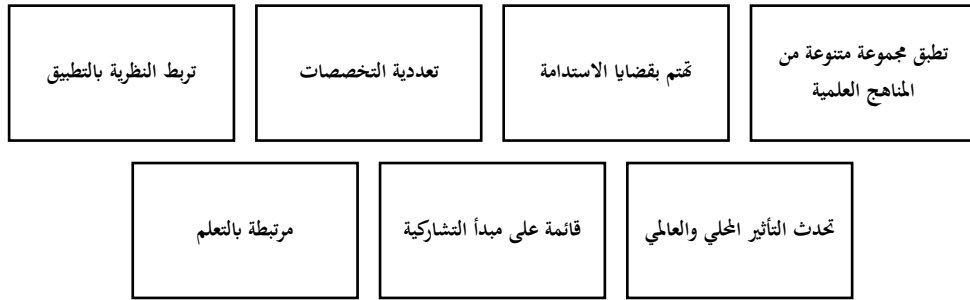 تطبق مجموعة متنوعة من
المناهج العلمية
تهتم بقضايا الاستدامة
تعددية التخصصات
تربط النظرية بالتطبيق
تحدث التأثير المحلي والعالمي
قائمة على مبدأ التشاركية
مرتبطة بالتعلم